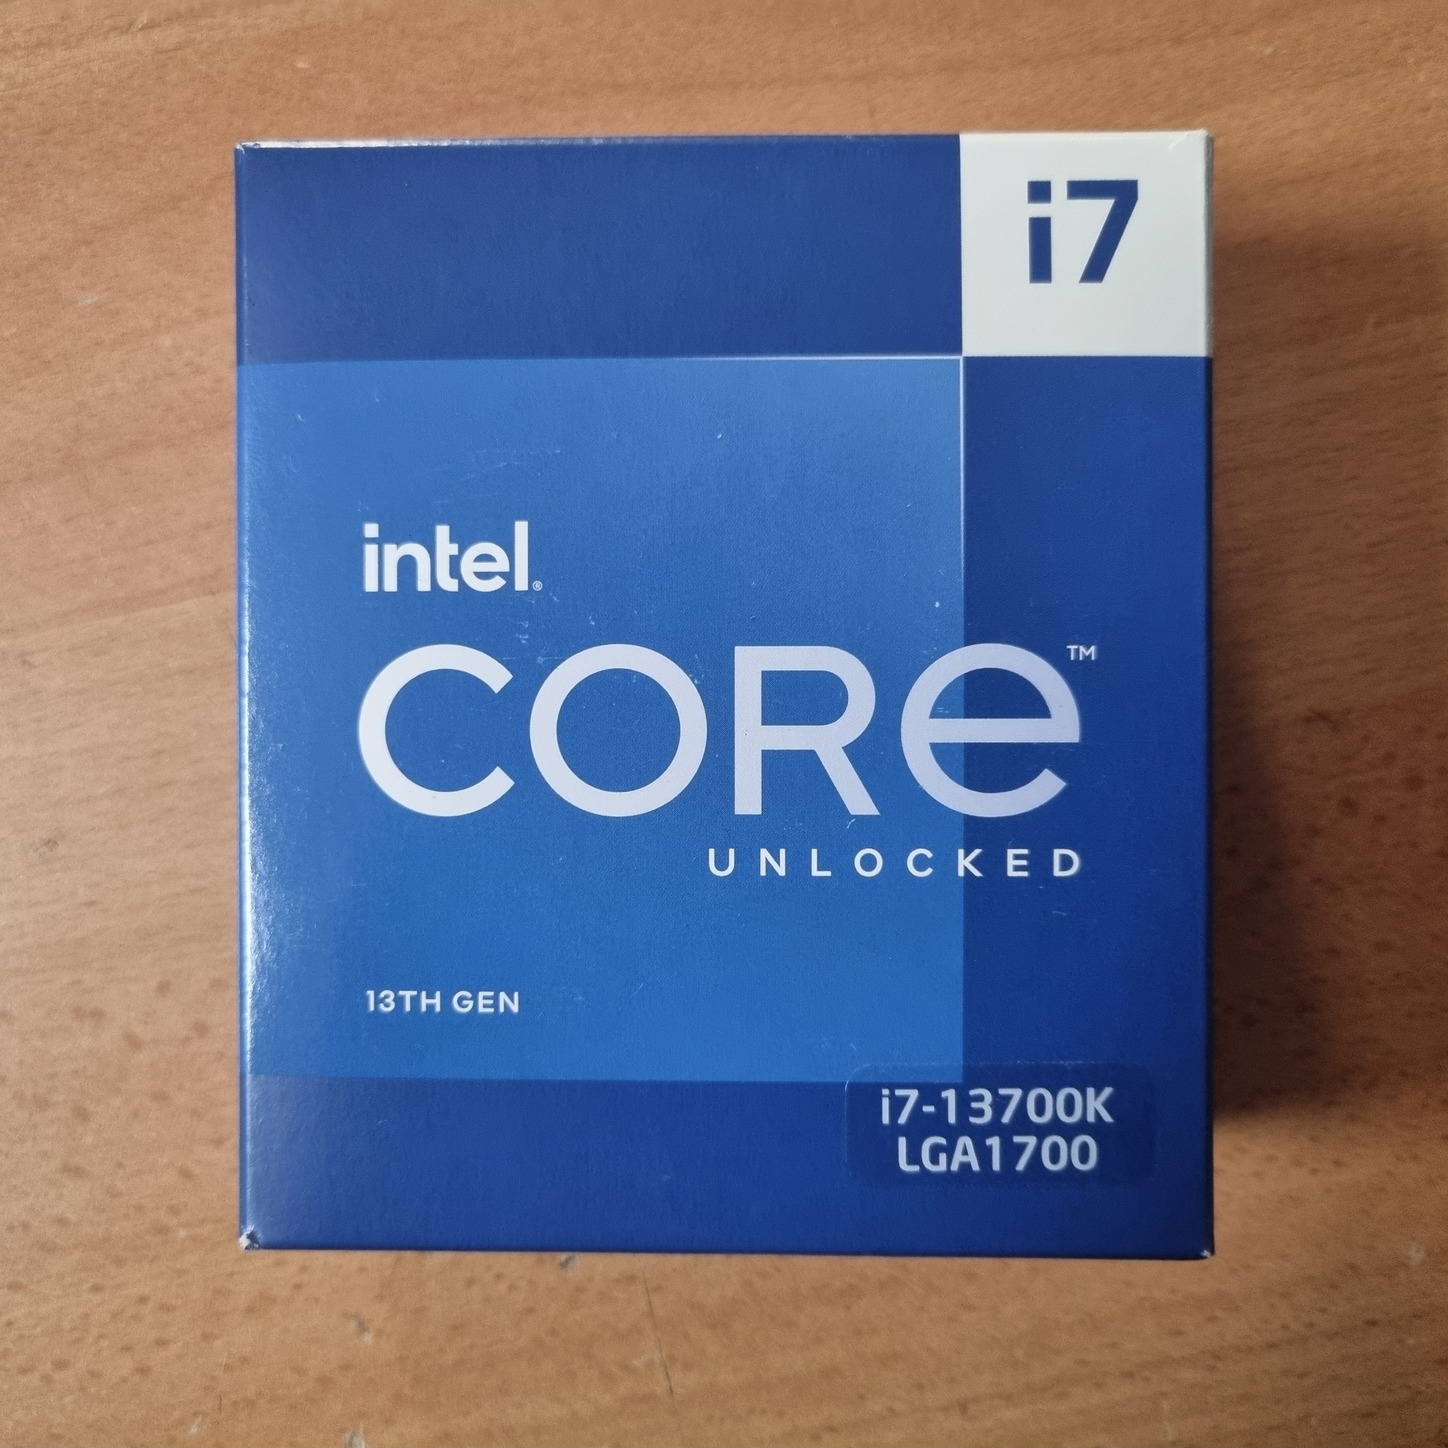 i7
intel®
CORe™
UNLOCKED
13TH GEN
i7-13700K
LGA1700